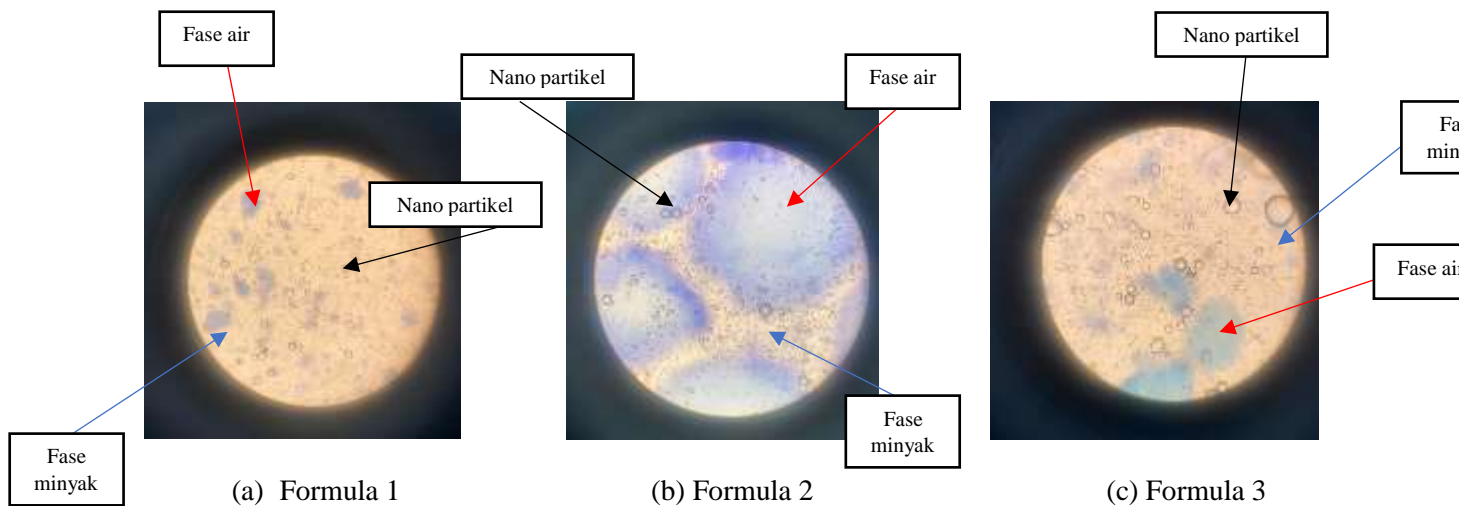 Fase air
Nano partikel
Fase
minyak
(a) Formula 1
Nano partikel
Fase air
Fase
minyak
(b) Formula 2
Nano partikel
Fase air
(c) Formula 3